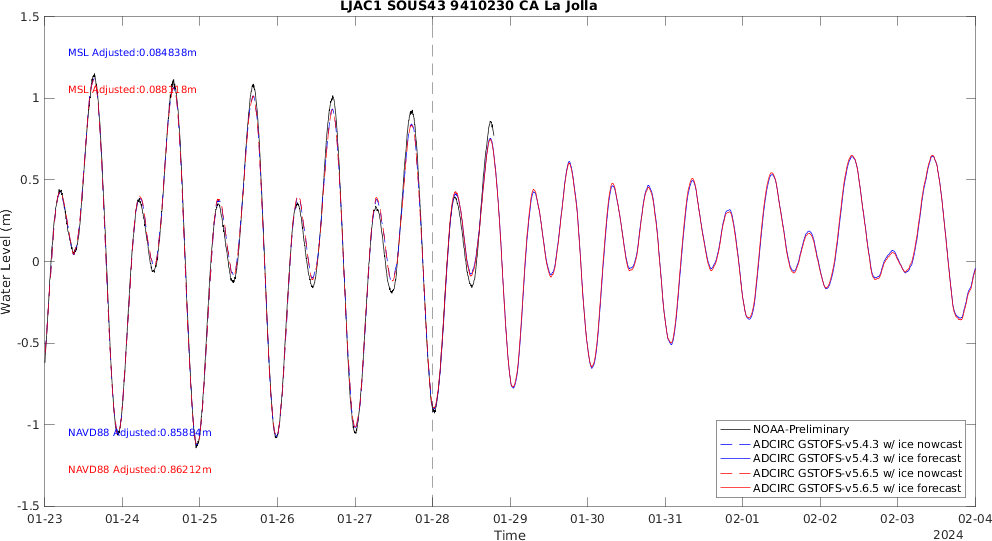 LJAC1 SOUS43 9410230 CA La Jolla
1.5
1
0.5
0
-0.5
-1
-1.5
Water Level (m)
MSL Adjusted:0.084838m
MSL Adjusted:0.088118m
NAVD88 Adjusted:0.85884m
NAVD88 Adjusted:0.86212m
NOAA-Preliminary
ADCIRC GSTOFS-v5.4.3 w/ ice nowcast
ADCIRC GSTOFS-v5.4.3 w/ ice forecast
ADCIRC GSTOFS-v5.6.5 w/ ice nowcast
ADCIRC GSTOFS-v5.6.5 w/ ice forecast
01-23 01-24 01-25 01-26 01-27 01-28 01-29 01-30 01-31 02-01 02-02 02-03 02-04
Time
2024